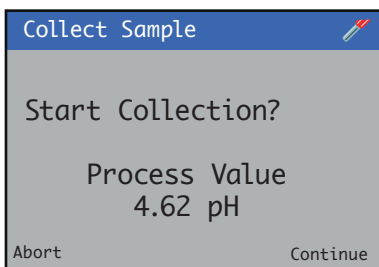 Collect Sample
Start Collection?
Process Value
4.62 pH
Abort Continue